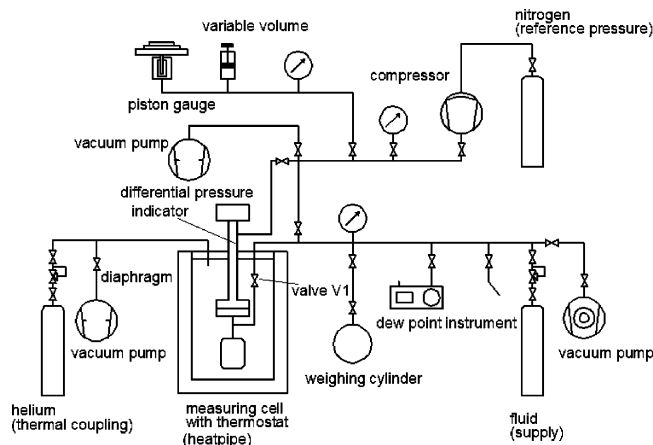 variable volume
nitrogen
(reference pressure)
compressor
piston gauge
vacuum pump
differential pressure
indicator
diaphragm
valve V1
dew point instrument
vacuum pump
vacuum pump
weighing cylinder
helium
(thermal coupling)
measuring cell
with thermostat
(heatpipe)
fluid
(supply)